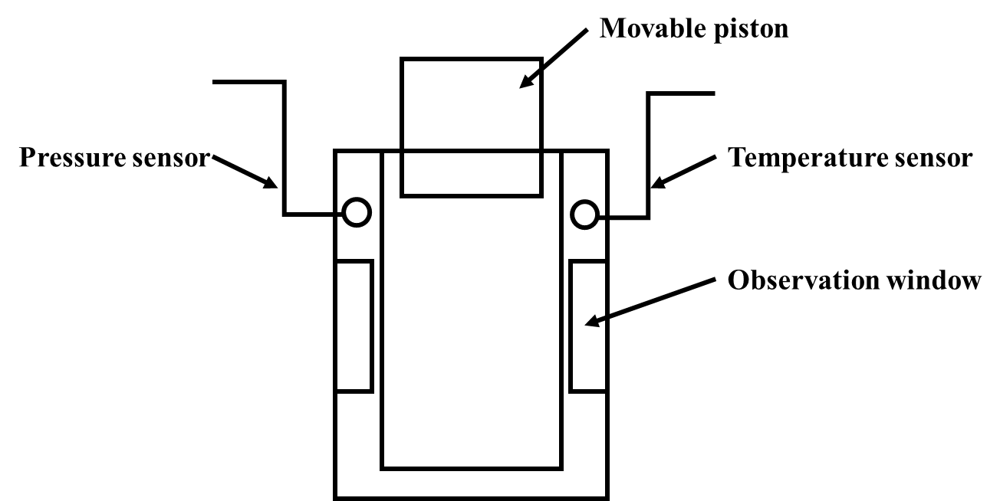 Movable piston
Pressure sensor
Temperature sensor
Observation window